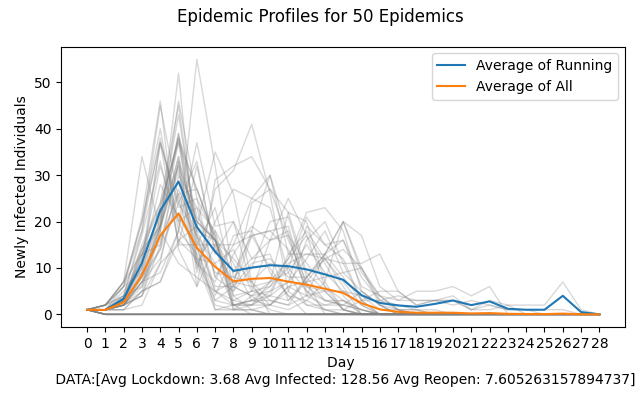 Epidemic Profiles for 50 Epidemics
Average of Running
Average of All
Newly Infected Individuals
50
40
30
20
10
0
0 1 2 3 4 5 6 7 8 9 10 11 12 13 14 15 16 17 18 19 20 21 22 23 24 25 26 27 28
Day
DATA:[Avg Lockdown: 3.68 Avg Infected: 128.56 Avg Reopen: 7.605263157894737]